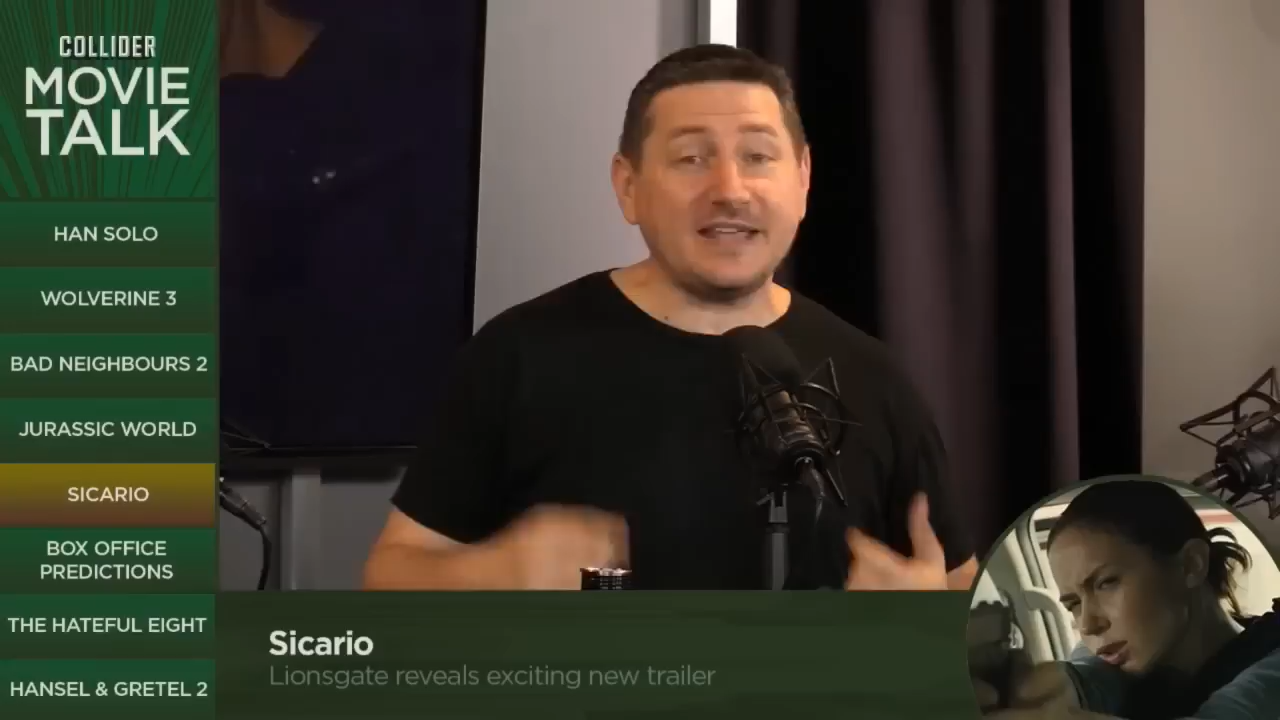 COLLIDER
MOVIE
TALK
HAN SOLO
WOLVERINE 3
BAD NEIGHBOURS 2
JURASSIC WORLD
SICARIO
BOX OFFICE
PREDICTIONS
THE HATEFUL EIGHT
HANSEL & GRETEL 2
Sicario
Lionsgate reveals exciting new trailer